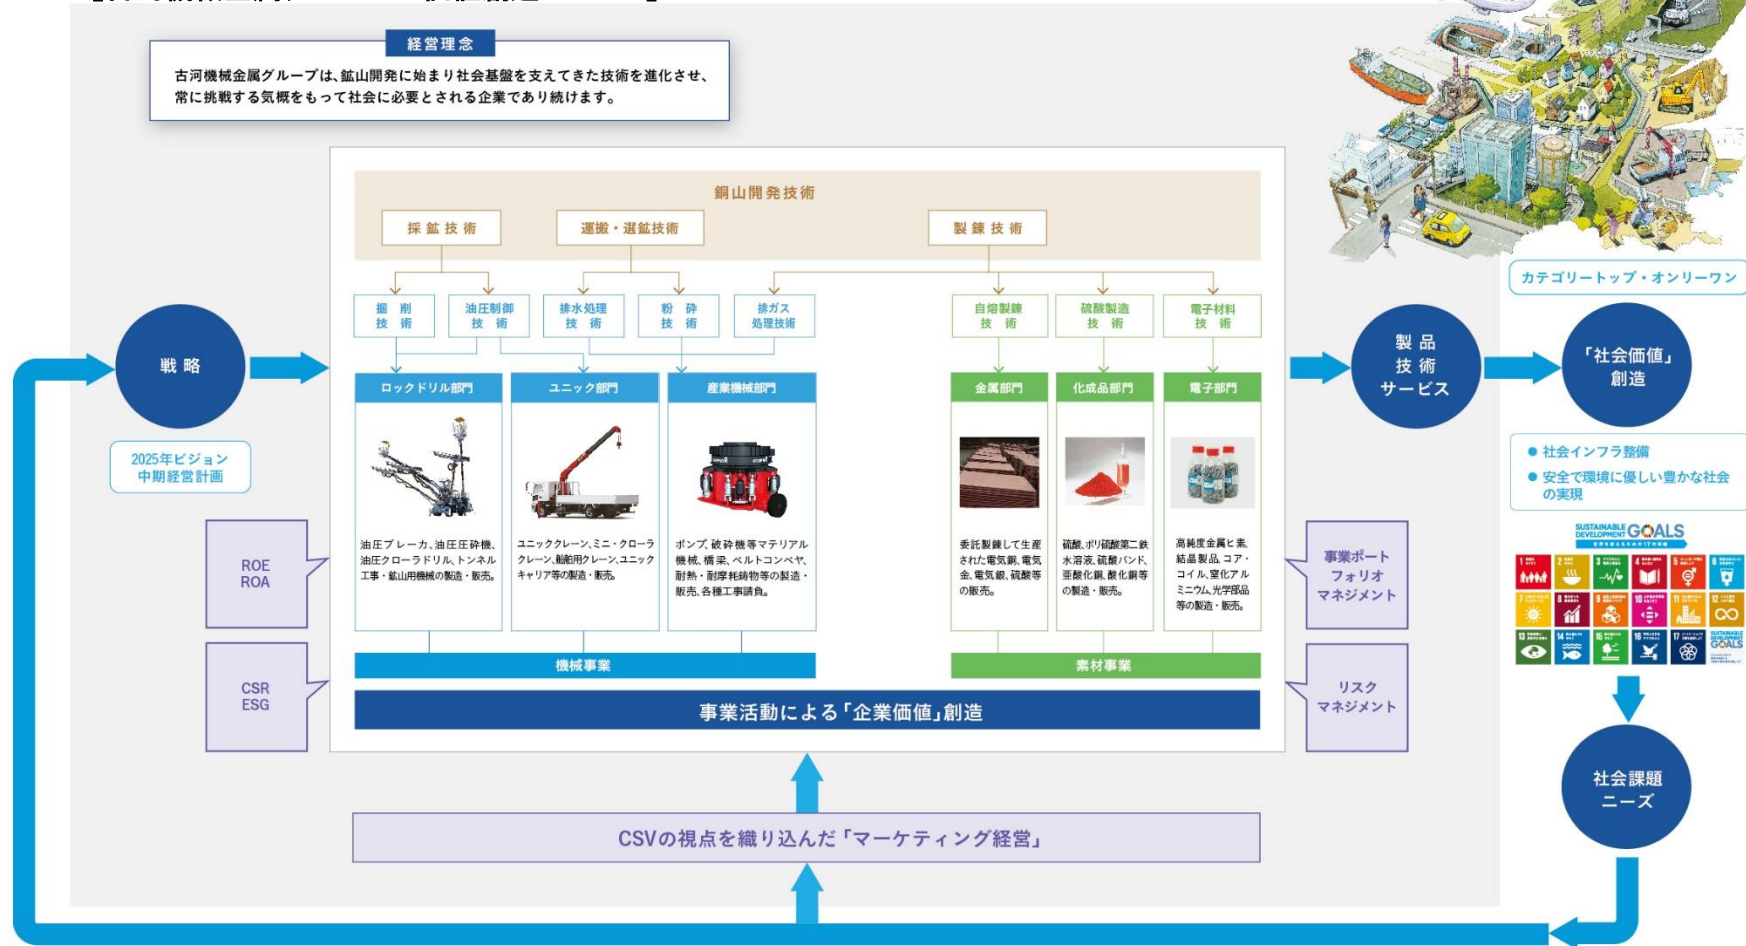 経営理念
古河機械金属グループは、鉱山開発に始まり社会基盤を支えてきた技術を進化させ、
常に挑戦する気概をもって社会に必要とされる企業であり続けます。
銅山開発技術
採鉱技術
運搬・選鉱技術
製錬技術
掘削
技術
油圧制御
技術
排水処理
技術
粉砕
技術
排ガス
処理技術
自熔製錬
技術
硫酸製造
技術
電子材料
技術
戦略
2025年ビジョン
中期経営計画
ロックドリル部門
油圧ブレーカ、油圧圧砕機、
油圧クローラドリル、トンネル
工事・鉱山用機械の製造・販売。
ユニック部門
ユニッククレーン、ミニ・クローラ
クレーン、船舶用クレーン、ユニック
キャリア等の製造・販売。
産業機械部門
ポンプ、破砕機等マテリアル
機械、橋梁、ベルトコンベヤ、
耐熱・耐摩耗鋳物等の製造・
販売、各種工事請負。
金属部門
委託製錬して生産
された電気銅、電気
金、電気銀、硫酸等
の販売。
化成品部門
硫酸、ポリ硫酸第二鉄
水溶液、硫酸バンド、
亜酸化銅、酸化銅等
の製造・販売。
電子部門
高純度金属ヒ素、
結晶製品、コア・
コイル、窒化アル
ミニウム、光学部品
等の製造・販売。
機械事業
素材事業
事業活動による「企業価値」創造
ROE
ROA
CSR
ESG
事業ポート
フォリオ
マネジメント
リスク
マネジメント
CSVの視点を織り込んだ「マーケティング経営」
製品
技術
サービス
カテゴリートップ・オンリーワン
「社会価値」
創造
● 社会インフラ整備
● 安全で環境に優しい豊かな社会
の実現
SUSTAINABLE
DEVELOPMENT GOALS
1
2
3
4
5
6
7
8
9
10
11
12
13
14
15
16
17
SUSTAINABLE
DEVELOPMENT
GOALS
社会課題
ニーズ